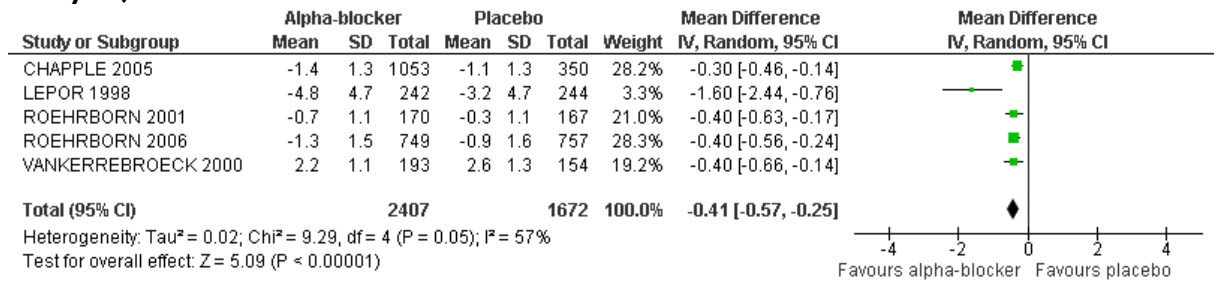 Alpha-blocker Placebo Mean Difference Mean Difference
Study or Subgroup Mean SD Total Mean SD Total Weight IV, Random, 95% CI IV, Random, 95% CI
CHAPPLE 2005 -1.4 1.3 1053 -1.1 1.3 350 28.2% -0.30 [-0.46, -0.14]
LEPOR 1998 -4.8 4.7 242 -3.2 4.7 244 3.3% -1.60 [-2.44, -0.76]
ROEHRBORN 2001 -0.7 1.1 170 -0.3 1.1 167 21.0% -0.40 [-0.63, -0.17]
ROEHRBORN 2006 -1.3 1.5 749 -0.9 1.6 757 28.3% -0.40 [-0.56, -0.24]
VANKERREBROECK 2000 2.2 1.1 193 2.6 1.3 154 19.2% -0.40 [-0.66, -0.14]
Total (95% CI) 2407 1672 100.0% -0.41 [-0.57, -0.25]
Heterogeneity: Tau² = 0.02; Chi² = 9.29, df = 4 (P = 0.05); I² = 57%
Test for overall effect: Z = 5.09 (P < 0.00001)
-4 -2 0 2 4
Favours alpha-blocker Favours placebo